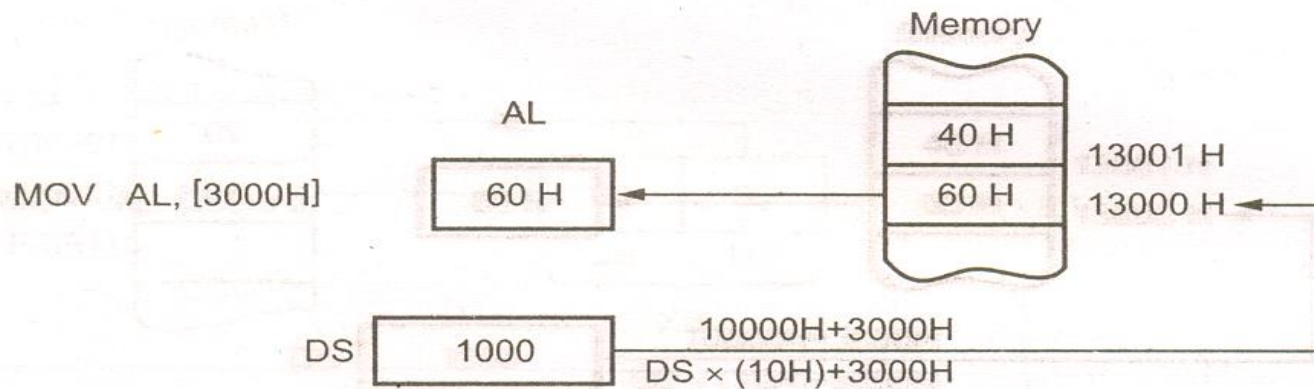 Memory
AL
40 H
13001 H
MOV AL, [3000H]
60 H
60 H
13000 H
10000H+3000H
DS
1000
DS × (10H)+3000H